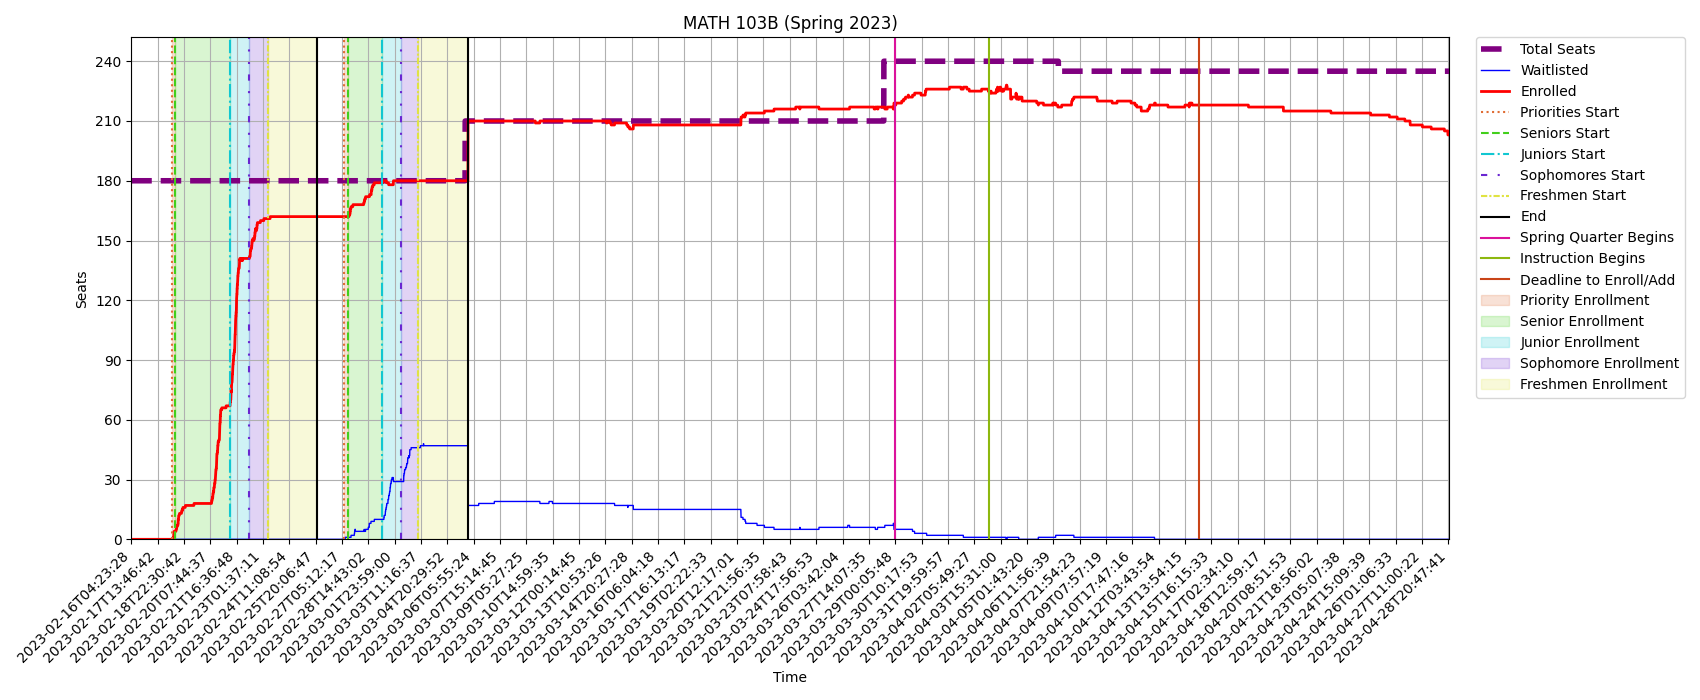 MATH 103B (Spring 2023)
Seats
240
210
180
150
120
90
60
30
0
2023-02-16T04:23:28
2023-02-17T13:46:42
2023-02-18T22:30:42
2023-02-20T07:44:37
2023-02-21T16:36:48
2023-02-23T01:37:11
2023-02-24T11:08:54
2023-02-25T20:06:47
2023-02-27T05:12:17
2023-02-28T14:43:02
2023-03-01T23:59:00
2023-03-03T11:16:37
2023-03-04T20:29:52
2023-03-06T05:55:24
2023-03-07T15:14:45
2023-03-09T05:27:25
2023-03-10T14:59:35
2023-03-12T00:14:45
2023-03-13T10:53:26
2023-03-14T20:27:28
2023-03-16T06:04:18
2023-03-17T16:13:17
2023-03-19T02:22:33
2023-03-20T12:17:01
2023-03-21T21:56:35
2023-03-23T07:58:43
2023-03-24T17:56:53
2023-03-26T03:42:04
2023-03-27T14:07:35
2023-03-29T00:05:48
2023-03-30T10:17:53
2023-03-31T19:59:57
2023-04-02T05:49:27
2023-04-03T15:31:00
2023-04-05T01:43:20
2023-04-06T11:56:39
2023-04-07T21:54:23
2023-04-09T07:57:19
2023-04-10T17:47:16
2023-04-12T03:43:54
2023-04-13T13:54:15
2023-04-15T16:15:33
2023-04-17T02:34:10
2023-04-18T12:59:17
2023-04-20T08:51:53
2023-04-21T18:56:02
2023-04-23T05:07:38
2023-04-24T15:09:39
2023-04-26T01:06:33
2023-04-27T11:00:22
2023-04-28T20:47:41
Time
Total Seats
Waitlisted
Enrolled
Priorities Start
Seniors Start
Juniors Start
Sophomores Start
Freshmen Start
End
Spring Quarter Begins
Instruction Begins
Deadline to Enroll/Add
Priority Enrollment
Senior Enrollment
Junior Enrollment
Sophomore Enrollment
Freshmen Enrollment